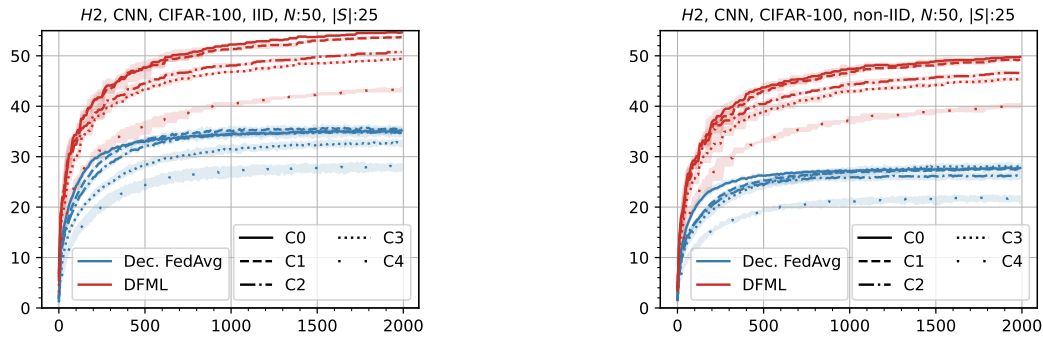 H2, CNN, CIFAR-100, IID, N:50, |S|:25
50
40
30
20
10
0
Dec. FedAvg
DFML
C0
C1
C2
C3
C4
0 500 1000 1500 2000
H2, CNN, CIFAR-100, non-IID, N:50, |S|:25
50
40
30
20
10
0
Dec. FedAvg
DFML
C0
C1
C2
C3
C4
0 500 1000 1500 2000